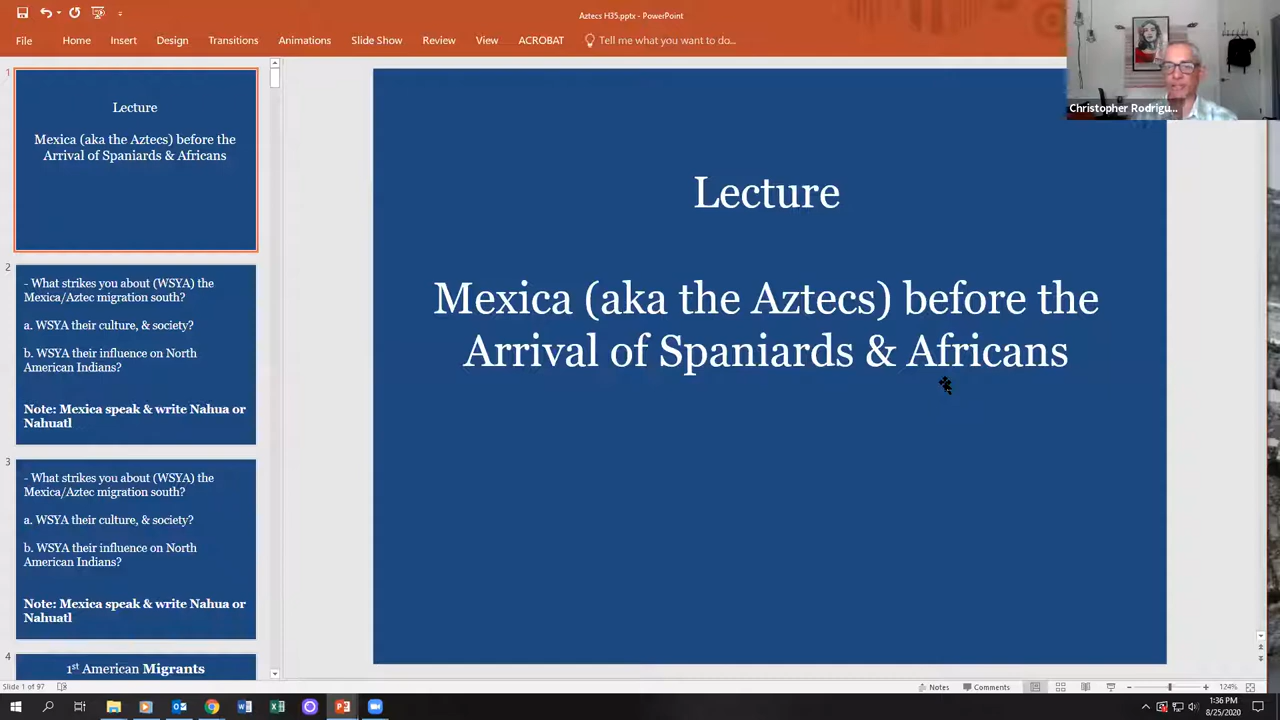 Aztecs H35.pptx - PowerPoint
File Home Insert Design Transitions Animations Slide Show Review View ACROBAT Tell me what you want to do...
1
Lecture
Mexica (aka the Aztecs) before the
Arrival of Spaniards & Africans
2
- What strikes you about (WSYA) the
Mexica/Aztec migration south?
a. WSYA their culture, & society?
b. WSYA their influence on North
American Indians?
Note: Mexica speak & write Nahua or
Nahuatl
3
- What strikes you about (WSYA) the
Mexica/Aztec migration south?
a. WSYA their culture, & society?
b. WSYA their influence on North
American Indians?
Note: Mexica speak & write Nahua or
Nahuatl
4
1st American Migrants
Lecture
Mexica (aka the Aztecs) before the
Arrival of Spaniards & Africans
Christopher Rodrigu...
Slide 1 of 97
Notes Comments 124%
1:36 PM
8/25/2020